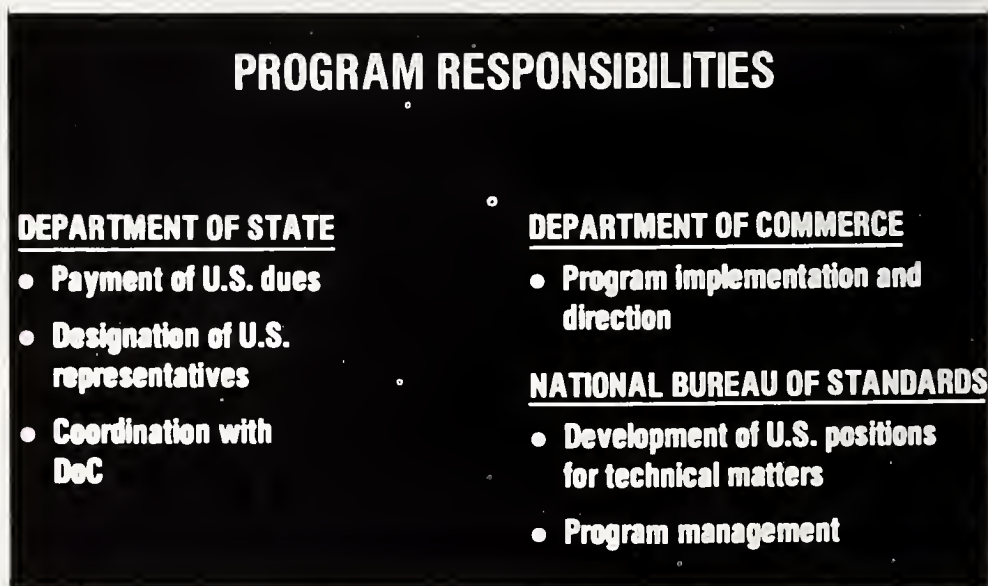 PROGRAM RESPONSIBILITIES
DEPARTMENT OF STATE
• Payment of U.S. dues
• Designation of U.S.
representatives
• Coordination with
DoC
DEPARTMENT OF COMMERCE
• Program implementation and
direction
NATIONAL BUREAU OF STANDARDS
• Development of U.S. positions
for technical matters
• Program management